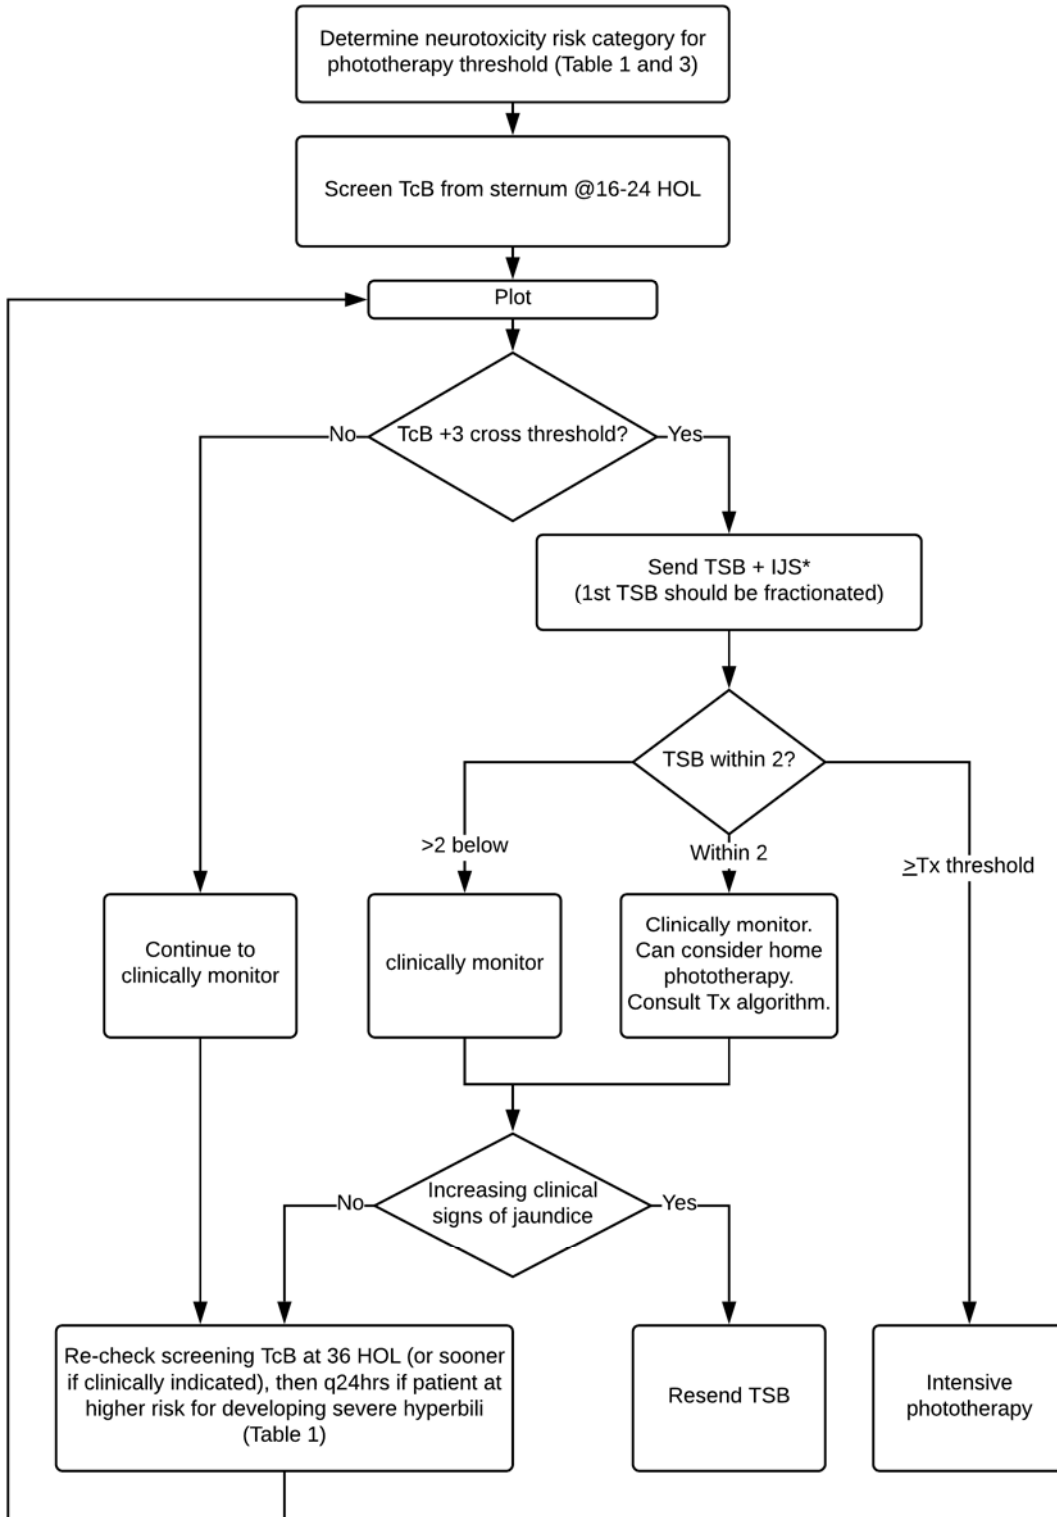 Determine neurotoxicity risk category for
phototherapy threshold (Table 1 and 3)
Screen TcB from sternum @16-24 HOL
Plot
TcB +3 cross threshold?
No
Yes
Send TSB + IJS*
(1st TSB should be fractionated)
TSB within 2?
>2 below
Within 2
≥Tx threshold
Continue to
clinically monitor
clinically monitor
Clinically monitor.
Can consider home
phototherapy.
Consult Tx algorithm.
Increasing clinical
signs of jaundice
No
Yes
Re-check screening TcB at 36 HOL (or sooner
if clinically indicated), then q24hrs if patient at
higher risk for developing severe hyperbili
(Table 1)
Resend TSB
Intensive
phototherapy